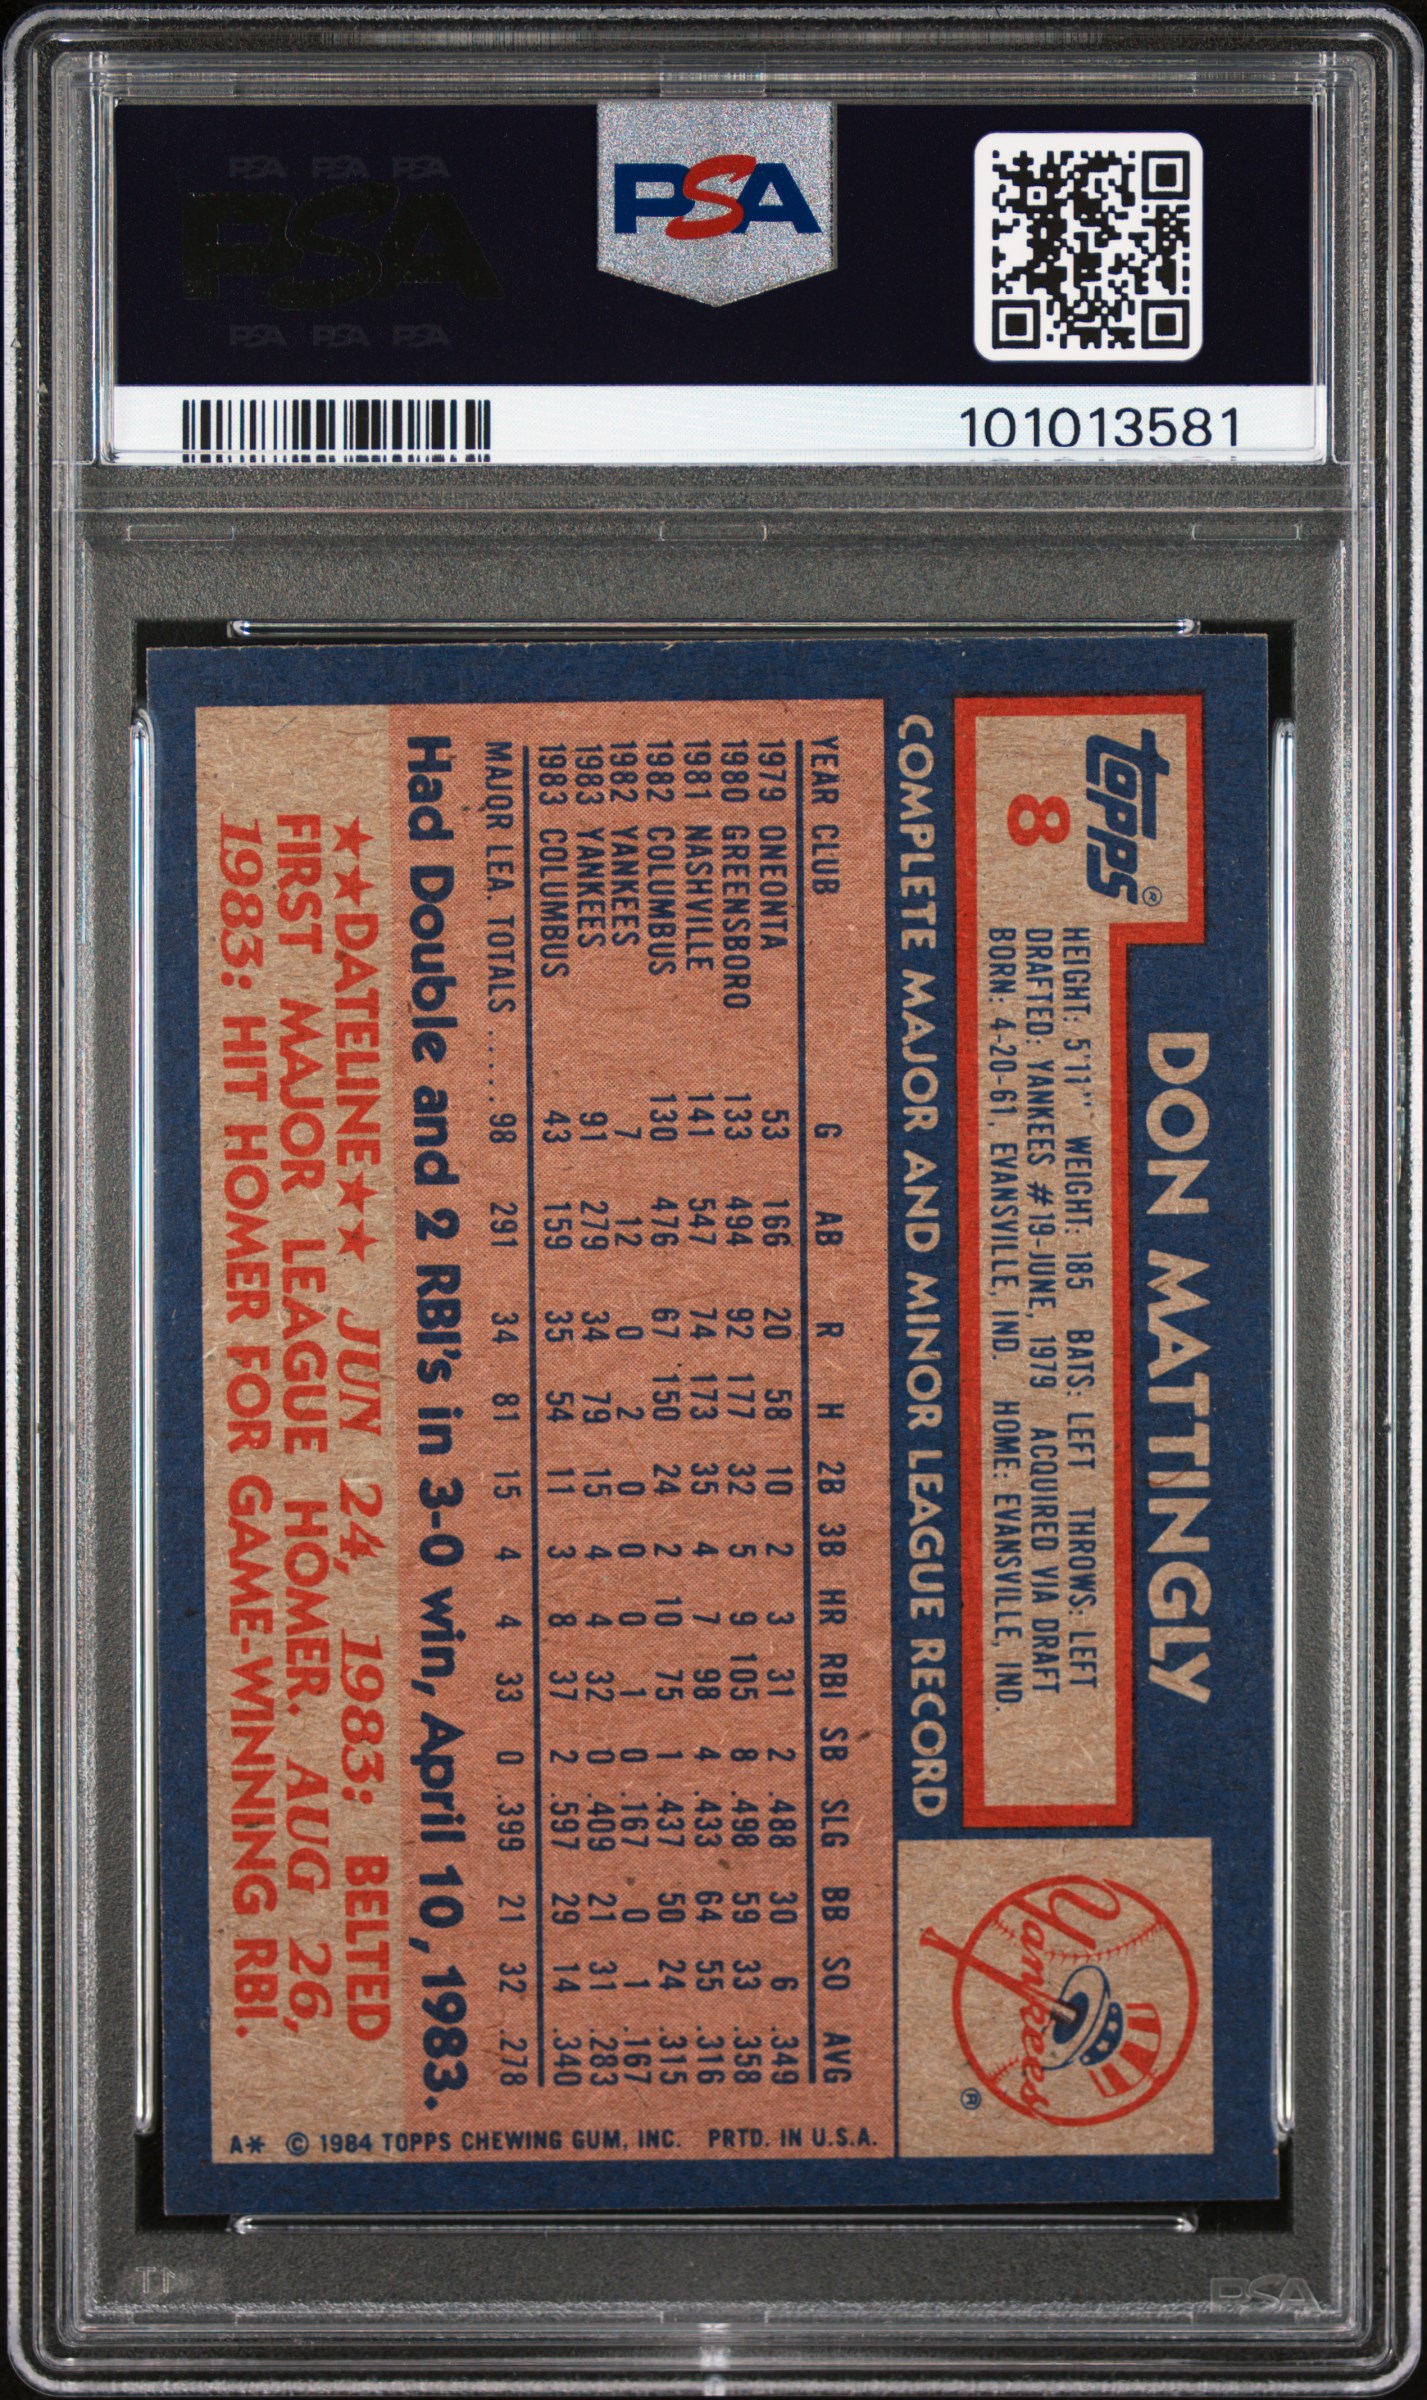 PSA PSA PSA
PSA
PSA PSA PSA
PSA
101013581
topps®
8
DON MATTINGLY
HEIGHT: 5'11" WEIGHT: 185 BATS: LEFT THROWS: LEFT
DRAFTED: YANKEES #19-JUNE, 1979 ACQUIRED VIA DRAFT
BORN: 4-20-61, EVANSVILLE, IND. HOME: EVANSVILLE, IND.
Yankees ®
COMPLETE MAJOR AND MINOR LEAGUE RECORD
YEAR CLUB G AB R H 2B 3B HR RBI SB SLG BB SO AVG
1979 ONEONTA 53 166 20 58 10 2 3 31 2 .488 30 6 .349
1980 GREENSBORO 133 494 92 177 32 5 9 105 8 .498 59 33 .358
1981 NASHVILLE 141 547 74 173 35 4 7 98 4 .433 64 55 .316
1982 COLUMBUS 130 476 67 150 24 2 10 75 1 .437 50 24 .315
1982 YANKEES 7 12 0 2 0 0 0 1 0 .167 0 1 .167
1983 YANKEES 91 279 34 79 15 4 4 32 0 .409 21 31 .283
1983 COLUMBUS 43 159 35 54 11 3 8 37 2 .597 29 14 .340
MAJOR LEA. TOTALS ..... 98 291 34 81 15 4 4 33 0 .399 21 32 .278
Had Double and 2 RBI's in 3-0 win, April 10, 1983.
★★DATELINE★★ JUN 24, 1983: BELTED
FIRST MAJOR LEAGUE HOMER. AUG 26,
1983: HIT HOMER FOR GAME-WINNING RBI.
A* © 1984 TOPPS CHEWING GUM, INC. PRTD. IN U.S.A.
PSA